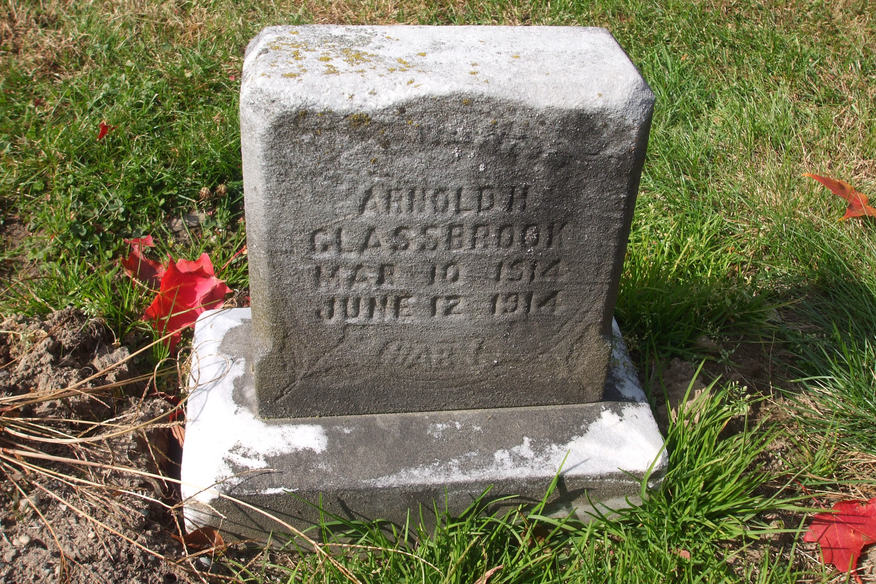 ARNOLD H
GLASSBROOK
MAR 10 1914
JUNE 12 1914